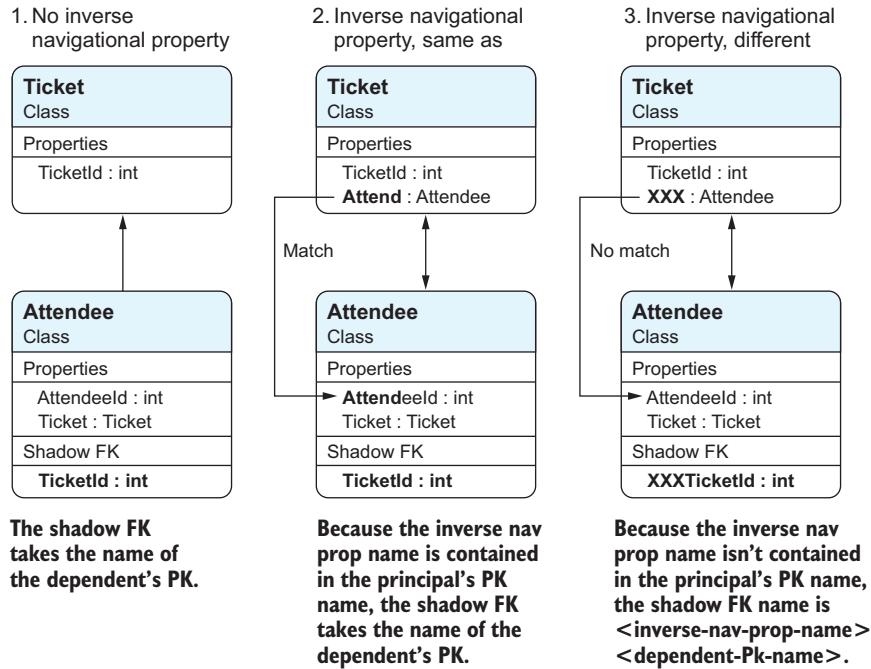 1. No inverse
navigational property
Ticket
Class
Properties
TicketId : int
Attendee
Class
Properties
AttendeeId : int
Ticket : Ticket
Shadow FK
TicketId : int
The shadow FK
takes the name of
the dependent's PK.
2. Inverse navigational
property, same as
Ticket
Class
Properties
TicketId : int
Attend : Attendee
Match
Attendee
Class
Properties
AttendeeId : int
Ticket : Ticket
Shadow FK
TicketId : int
Because the inverse nav
prop name is contained
in the principal's PK
name, the shadow FK
takes the name of the
dependent's PK.
3. Inverse navigational
property, different
Ticket
Class
Properties
TicketId : int
XXX : Attendee
No match
Attendee
Class
Properties
AttendeeId : int
Ticket : Ticket
Shadow FK
XXXTicketId : int
Because the inverse nav
prop name isn't contained
in the principal's PK name,
the shadow FK name is
<inverse-nav-prop-name>
<dependent-Pk-name>.